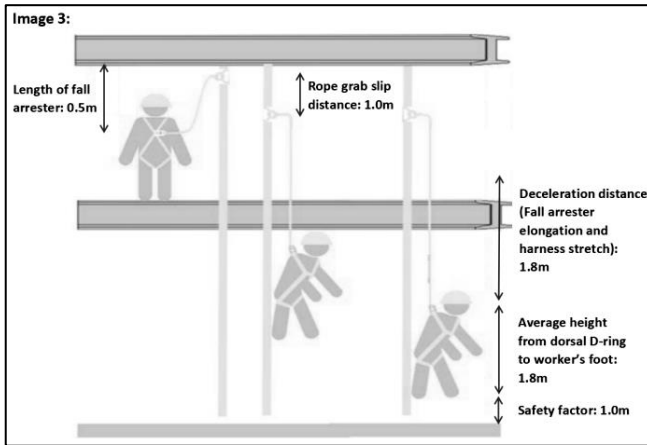 Image 3:
Length of fall
arrester: 0.5m
Rope grab slip
distance: 1.0m
Deceleration distance
(Fall arrester
elongation and
harness stretch):
1.8m
Average height
from dorsal D-ring
to worker's foot:
1.8m
Safety factor: 1.0m